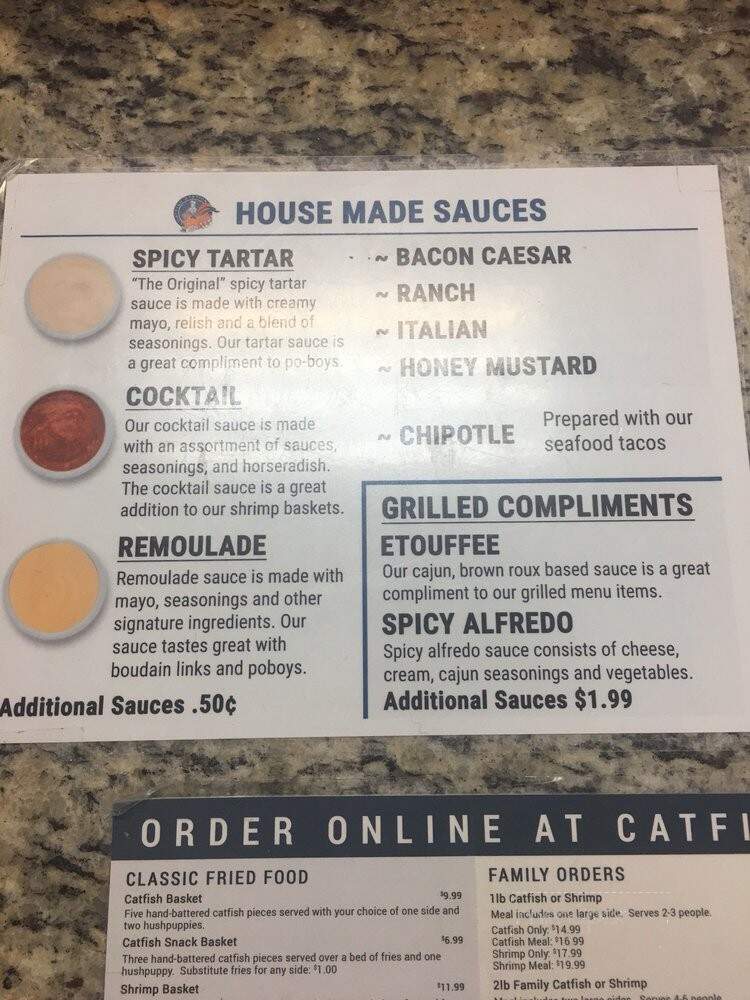 HOUSE MADE SAUCES
SPICY TARTAR
"The Original" spicy tartar
sauce is made with creamy
mayo, relish and a blend of
seasonings. Our tartar sauce is
a great compliment to po-boys.
COCKTAIL
Our cocktail sauce is made
with an assortment of sauces,
seasonings, and horseradish.
The cocktail sauce is a great
addition to our shrimp baskets.
REMOULADE
Remoulade sauce is made with
mayo, seasonings and other
signature ingredients. Our
sauce tastes great with
boudain links and poboys.
Additional Sauces .50¢
~ BACON CAESAR
~ RANCH
~ ITALIAN
~ HONEY MUSTARD
~ CHIPOTLE
Prepared with our
seafood tacos
GRILLED COMPLIMENTS
ETOUFFEE
Our cajun, brown roux based sauce is a great
compliment to our grilled menu items.
SPICY ALFREDO
Spicy alfredo sauce consists of cheese,
cream, cajun seasonings and vegetables.
Additional Sauces $1.99
ORDER ONLINE AT CATFI
CLASSIC FRIED FOOD
Catfish Basket $9.99
Five hand-battered catfish pieces served with your choice of one side and
two hushpuppies.
Catfish Snack Basket $6.99
Three hand-battered catfish pieces served over a bed of fries and one
hushpuppy. Substitute fries for any side: $1.00
Shrimp Basket $11.99
FAMILY ORDERS
1lb Catfish or Shrimp
Meal includes one large side. Serves 2-3 people.
Catfish Only: $14.99
Catfish Meal: $16.99
Shrimp Only: $17.99
Shrimp Meal: $19.99
2lb Family Catfish or Shrimp
Meal includes two large sides. Serves 4-6 people